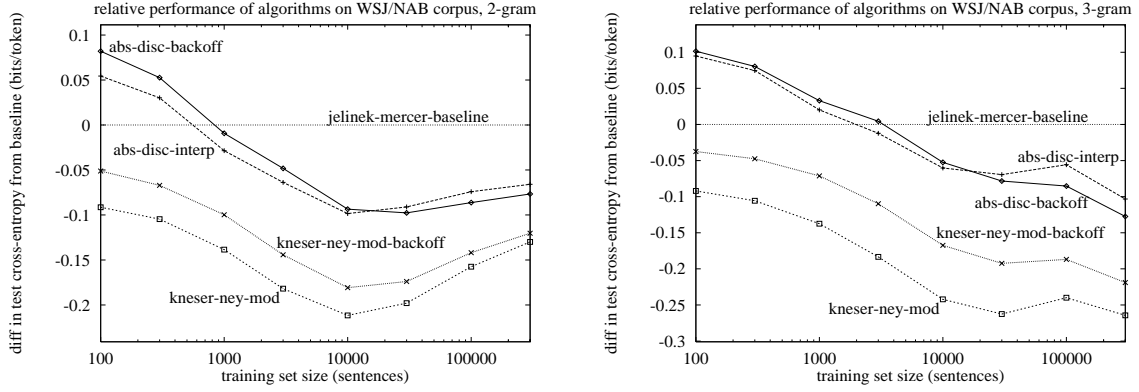 relative performance of algorithms on WSJ/NAB corpus, 2-gram
diff in test cross-entropy from baseline (bits/token)
0.1
0.05
0
-0.05
-0.1
-0.15
-0.2
abs-disc-backoff
jelinek-mercer-baseline
abs-disc-interp
kneser-ney-mod-backoff
kneser-ney-mod
100 1000 10000 100000
training set size (sentences)
relative performance of algorithms on WSJ/NAB corpus, 3-gram
diff in test cross-entropy from baseline (bits/token)
0.1
0.05
0
-0.05
-0.1
-0.15
-0.2
-0.25
-0.3
jelinek-mercer-baseline
abs-disc-interp
abs-disc-backoff
kneser-ney-mod-backoff
kneser-ney-mod
100 1000 10000 100000
training set size (sentences)